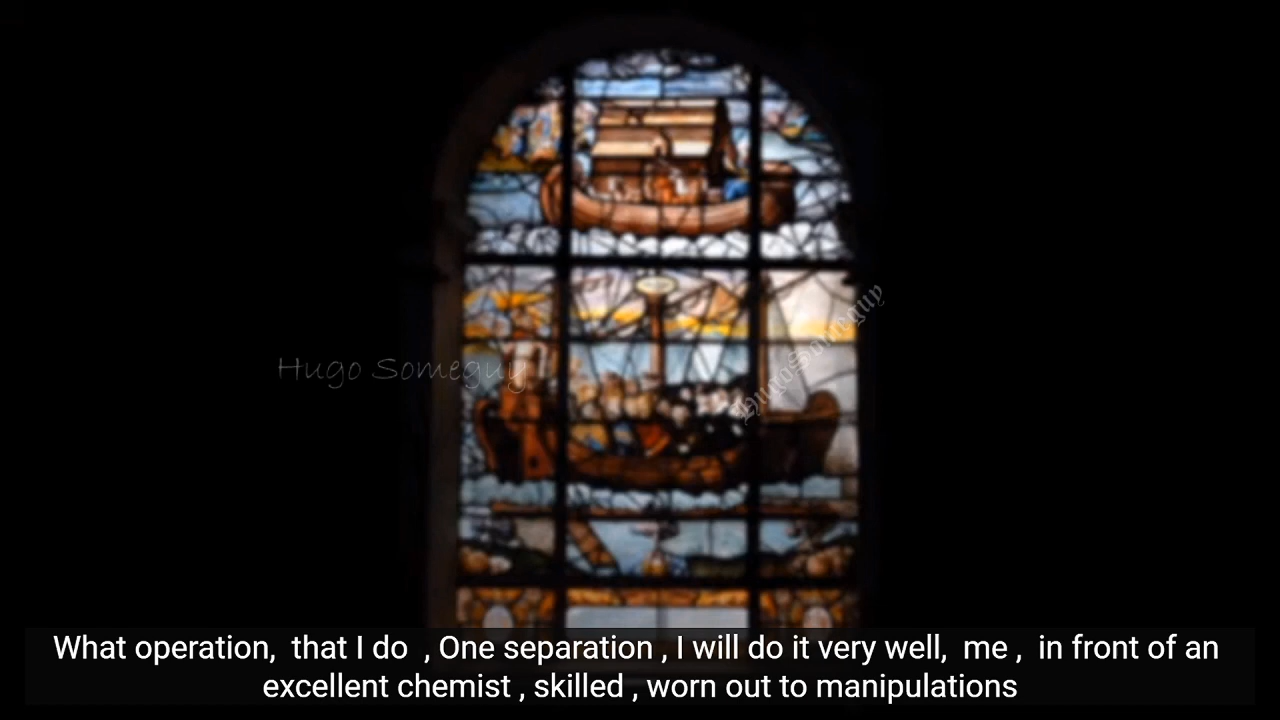 Hugo Someguy
HugoSomeguy
What operation,  that I do  , One separation , I will do it very well,  me ,  in front of an
excellent chemist , skilled , worn out to manipulations